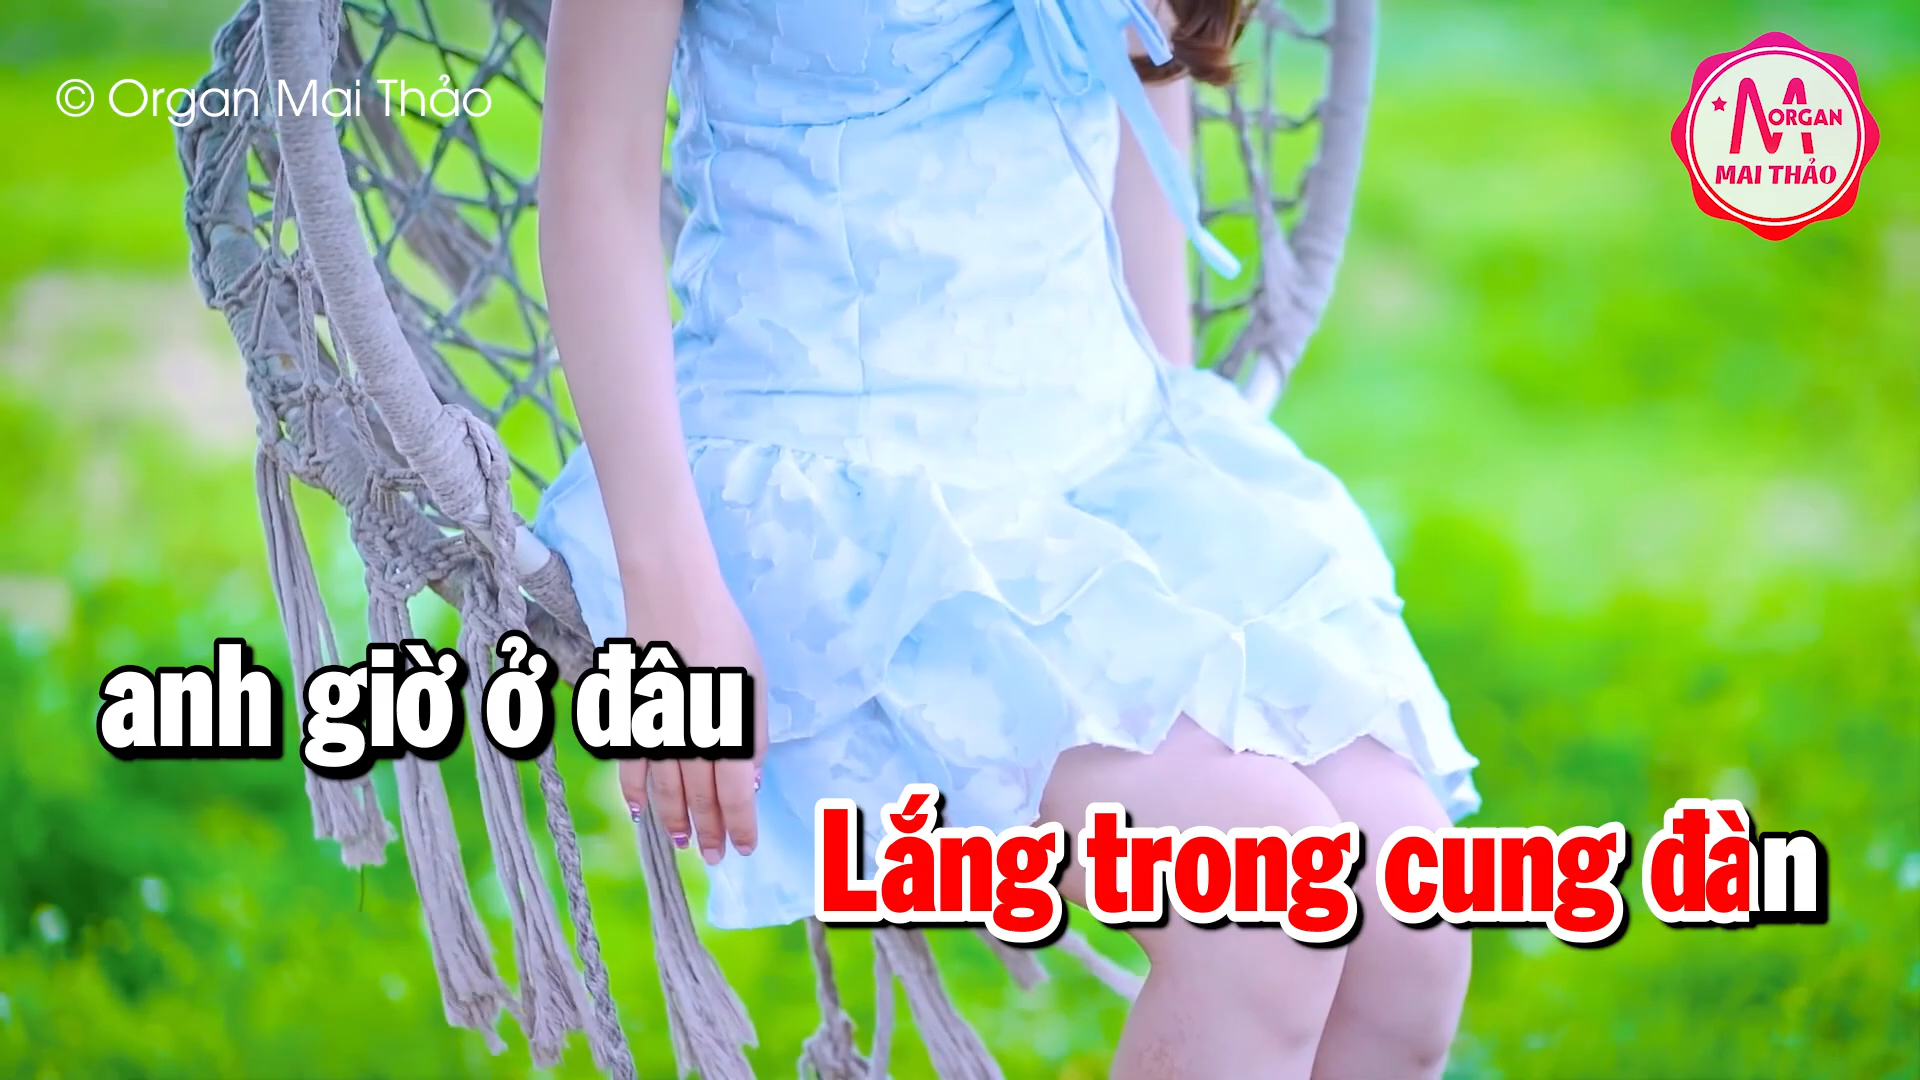 © Organ Mai Thảo
ORGAN
MAI THẢO
anh giờ ở đâu
Lắng trong cung đàn